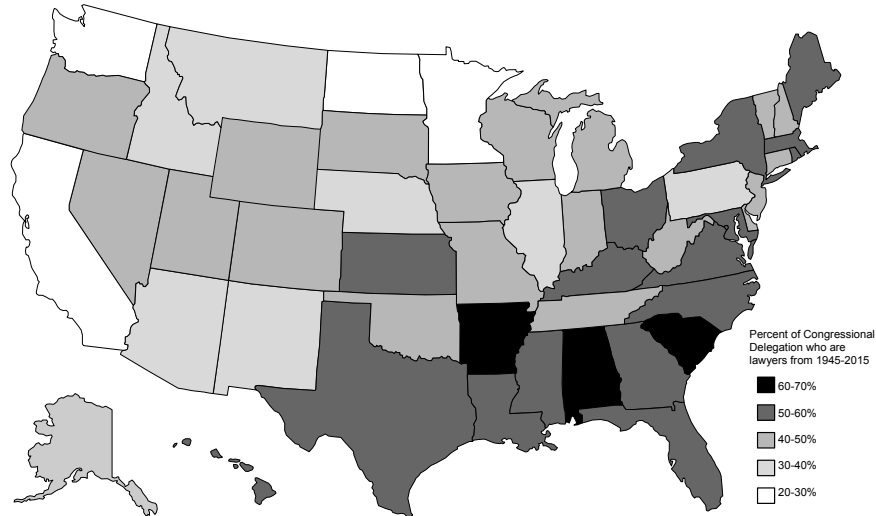 Percent of Congressional
Delegation who are
lawyers from 1945-2015
60-70%
50-60%
40-50%
30-40%
20-30%